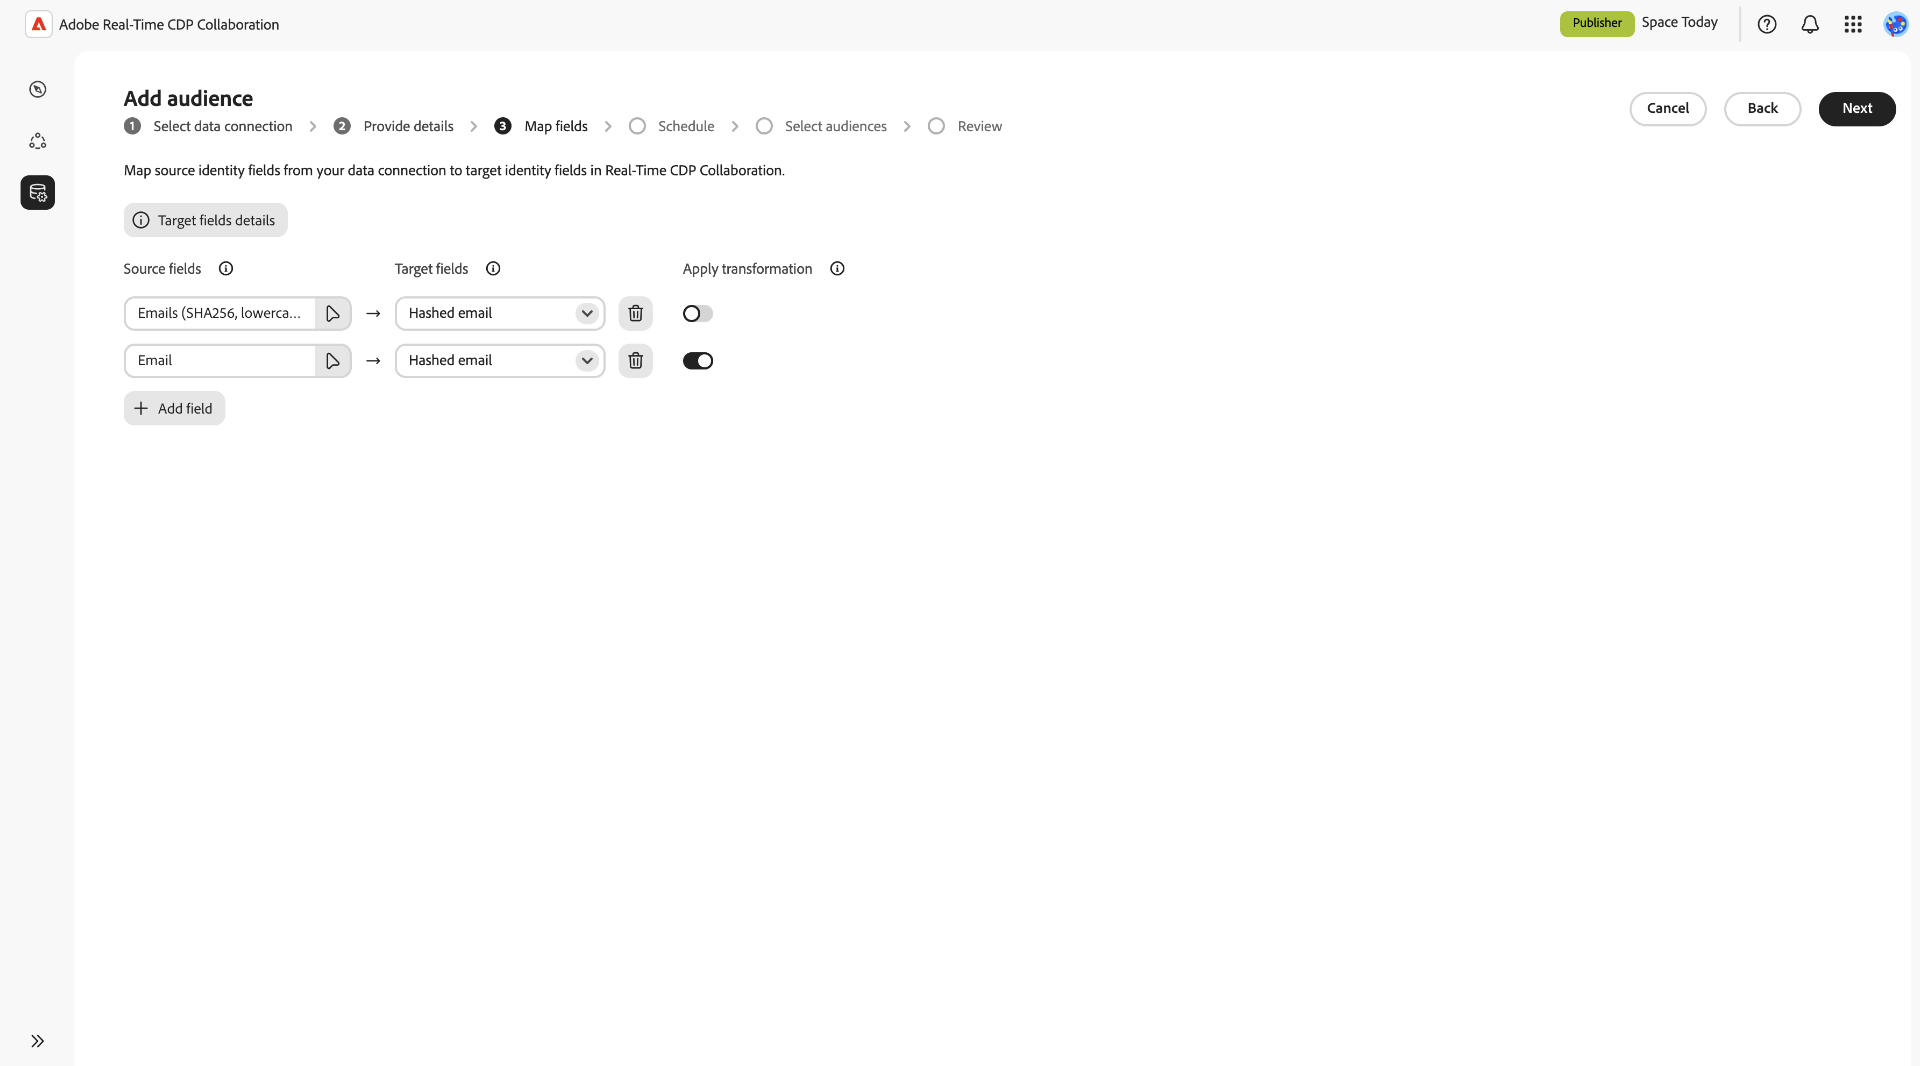 Adobe Real-Time CDP Collaboration
Publisher Space Today
Add audience
Cancel Back Next
1 Select data connection 2 Provide details 3 Map fields Schedule Select audiences Review
Map source identity fields from your data connection to target identity fields in Real-Time CDP Collaboration.
Target fields details
Source fields Target fields Apply transformation
Emails (SHA256, lowerca... Hashed email
Email Hashed email
Add field